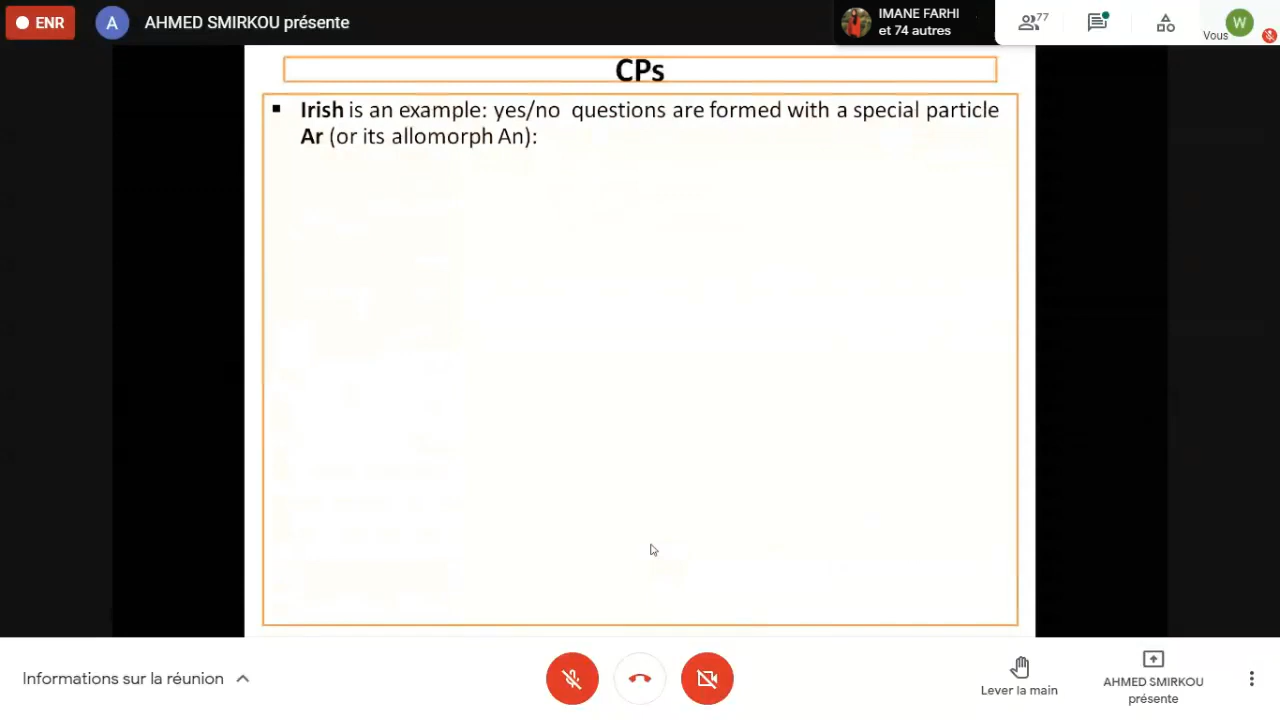 ENR
A
AHMED SMIRKOU présente
IMANE FARHI
et 74 autres
77
Vous
W
CPs
▪ Irish is an example: yes/no questions are formed with a special particle
Ar (or its allomorph An):
Informations sur la réunion
Lever la main
AHMED SMIRKOU
présente